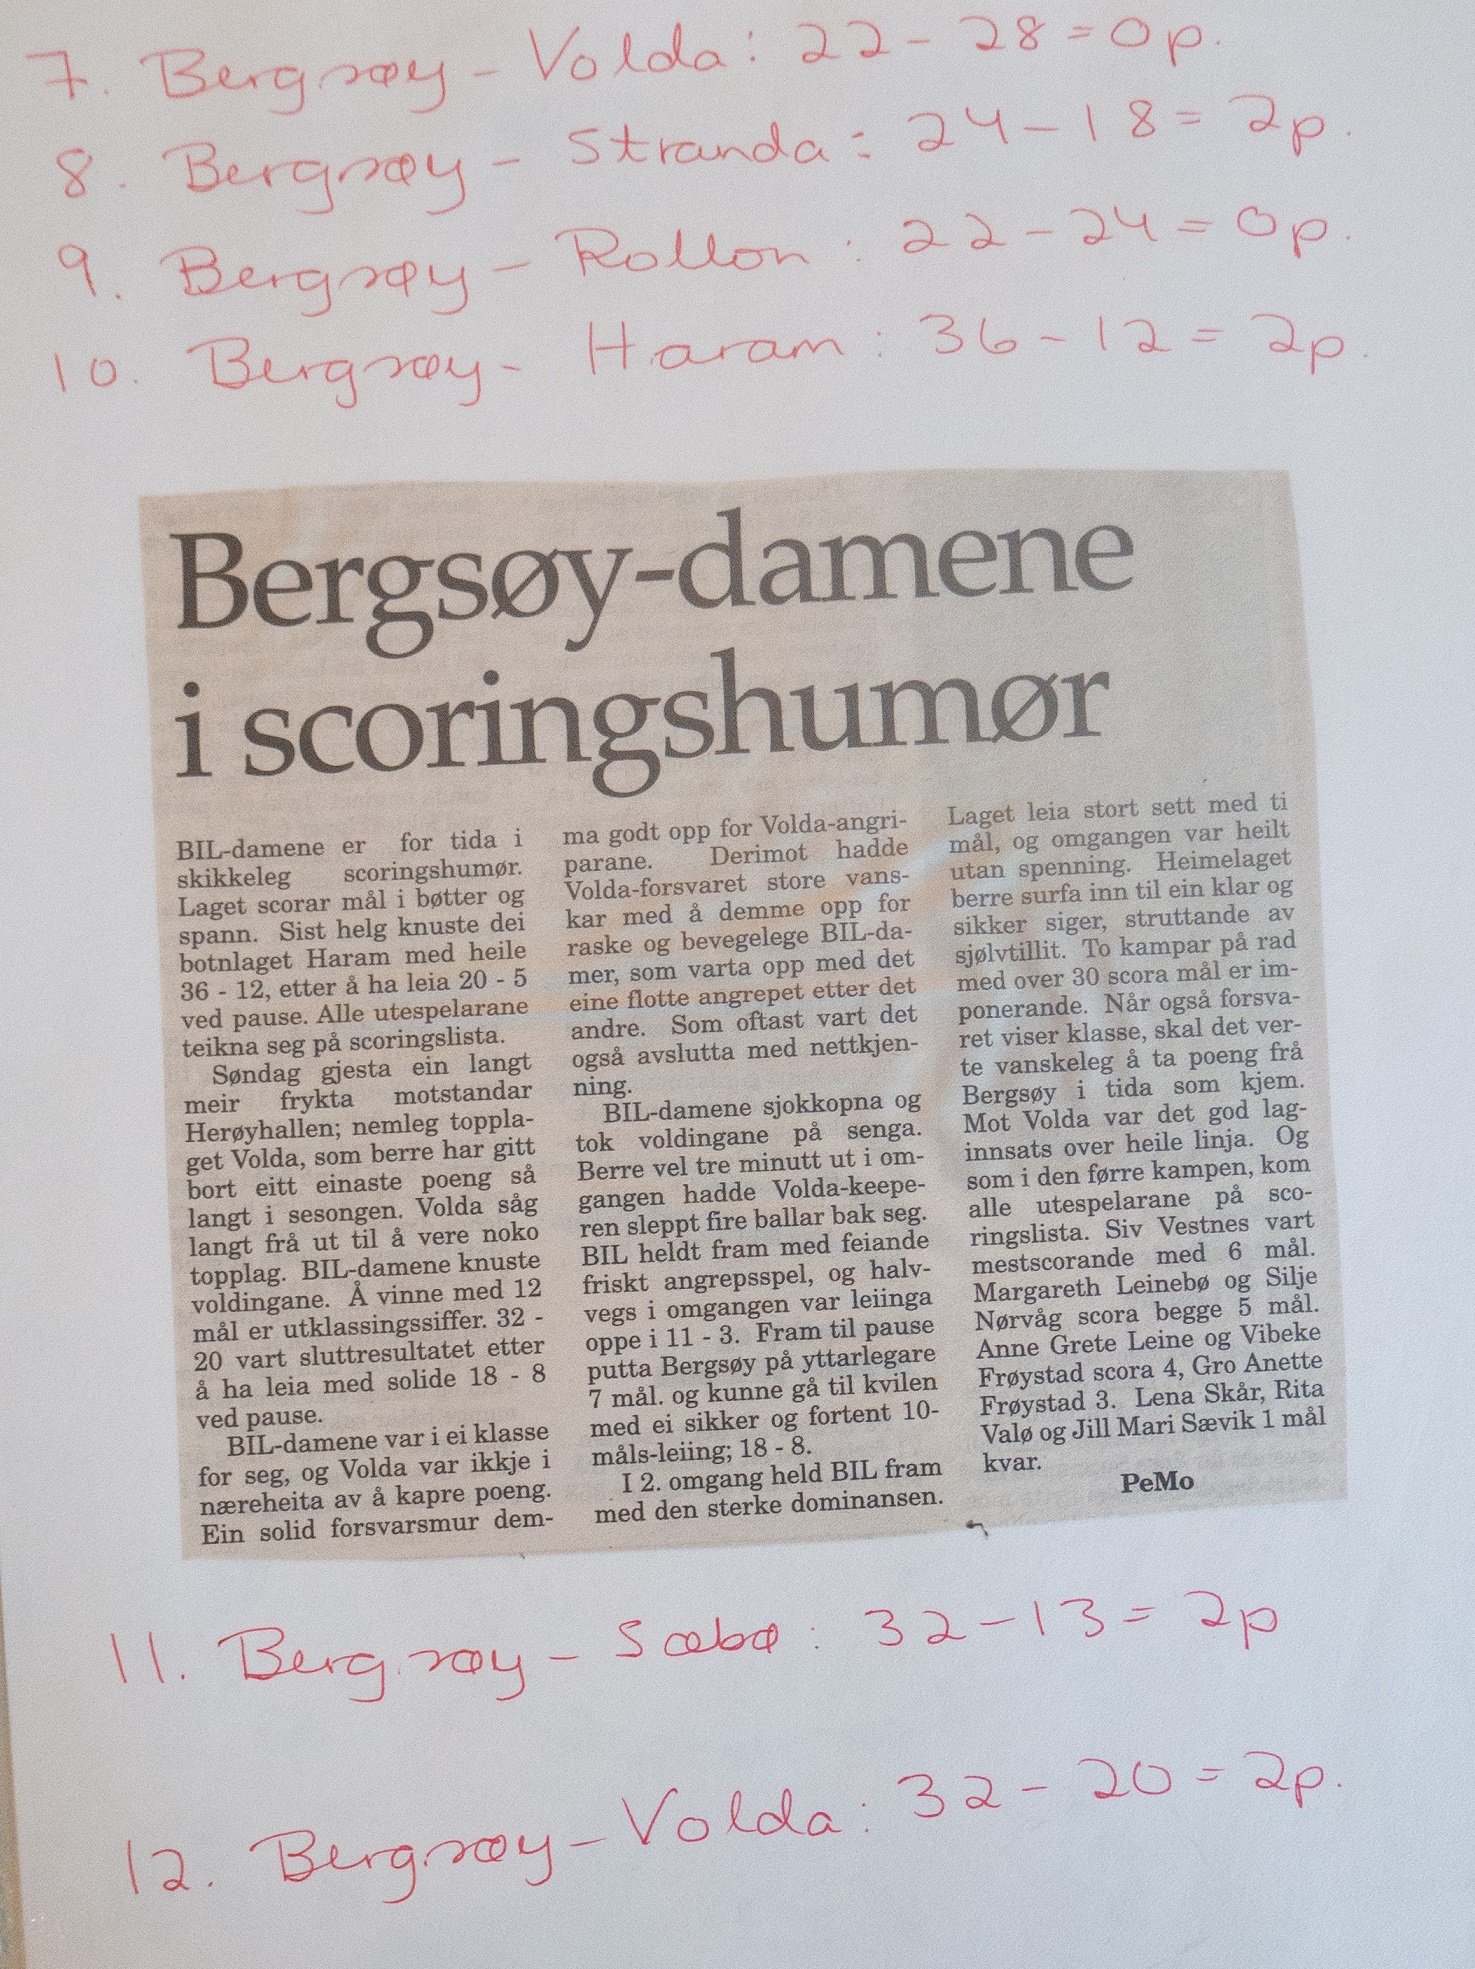 7. Bergsøy - Volda: 22 - 28 = 0p.
8. Bergsøy - Stranda: 24 - 18 = 2p.
9. Bergsøy - Rollon: 22 - 24 = 0p.
10. Bergsøy - Haram: 36 - 12 = 2p.
Bergsøy-damene
i scoringshumør
BIL-damene er for tida i
skikkeleg scoringshumør.
Laget scorar mål i bøtter og
spann. Sist helg knuste dei
botnlaget Haram med heile
36 - 12, etter å ha leia 20 - 5
ved pause. Alle utespelarane
teikna seg på scoringslista.
Søndag gjesta ein langt
meir frykta motstandar
Herøyhallen; nemleg toppla-
get Volda, som berre har gitt
bort eitt einaste poeng så
langt i sesongen. Volda såg
langt frå ut til å vere noko
topplag. BIL-damene knuste
voldingane. Å vinne med 12
mål er utklassingssiffer. 32 -
20 vart sluttresultatet etter
å ha leia med solide 18 - 8
ved pause.
BIL-damene var i ei klasse
for seg, og Volda var ikkje i
næreheita av å kapre poeng.
Ein solid forsvarsmur dem-
ma godt opp for Volda-angri-
parane. Derimot hadde
Volda-forsvaret store vans-
kar med å demme opp for
raske og bevegelege BIL-da-
mer, som varta opp med det
eine flotte angrepet etter det
andre. Som oftast vart det
også avslutta med nettkjen-
ning.
BIL-damene sjokkopna og
tok voldingane på senga.
Berre vel tre minutt ut i om-
gangen hadde Volda-keepe-
ren sleppt fire ballar bak seg.
BIL heldt fram med feiande
friskt angrepsspel, og halv-
vegs i omgangen var leiinga
oppe i 11 - 3. Fram til pause
putta Bergsøy på yttarlegare
7 mål. og kunne gå til kvilen
med ei sikker og fortent 10-
måls-leiing; 18 - 8.
I 2. omgang held BIL fram
med den sterke dominansen.
Laget leia stort sett med ti
mål, og omgangen var heilt
utan spenning. Heimelaget
berre surfa inn til ein klar og
sikker siger, struttande av
sjølvtillit. To kampar på rad
med over 30 scora mål er im-
ponerande. Når også forsva-
ret viser klasse, skal det ver-
te vanskeleg å ta poeng frå
Bergsøy i tida som kjem.
Mot Volda var det god lag-
innsats over heile linja. Og
som i den førre kampen, kom
alle utespelarane på sco-
ringslista. Siv Vestnes vart
mestscorande med 6 mål.
Margareth Leinebø og Silje
Nørvåg scora begge 5 mål.
Anne Grete Leine og Vibeke
Frøystad scora 4, Gro Anette
Frøystad 3. Lena Skår, Rita
Valø og Jill Mari Sævik 1 mål
kvar.
PeMo
11. Bergsøy - Sæbø: 32 - 13 = 2p
12. Bergsøy - Volda: 32 - 20 = 2p.